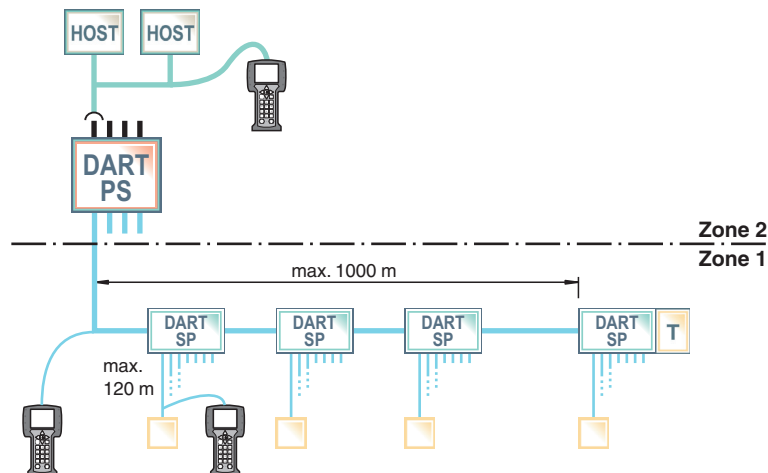 HOST HOST
DART
PS
Zone 2
Zone 1
max. 1000 m
DART
SP
DART
SP
DART
SP
DART
SP
T
max.
120 m